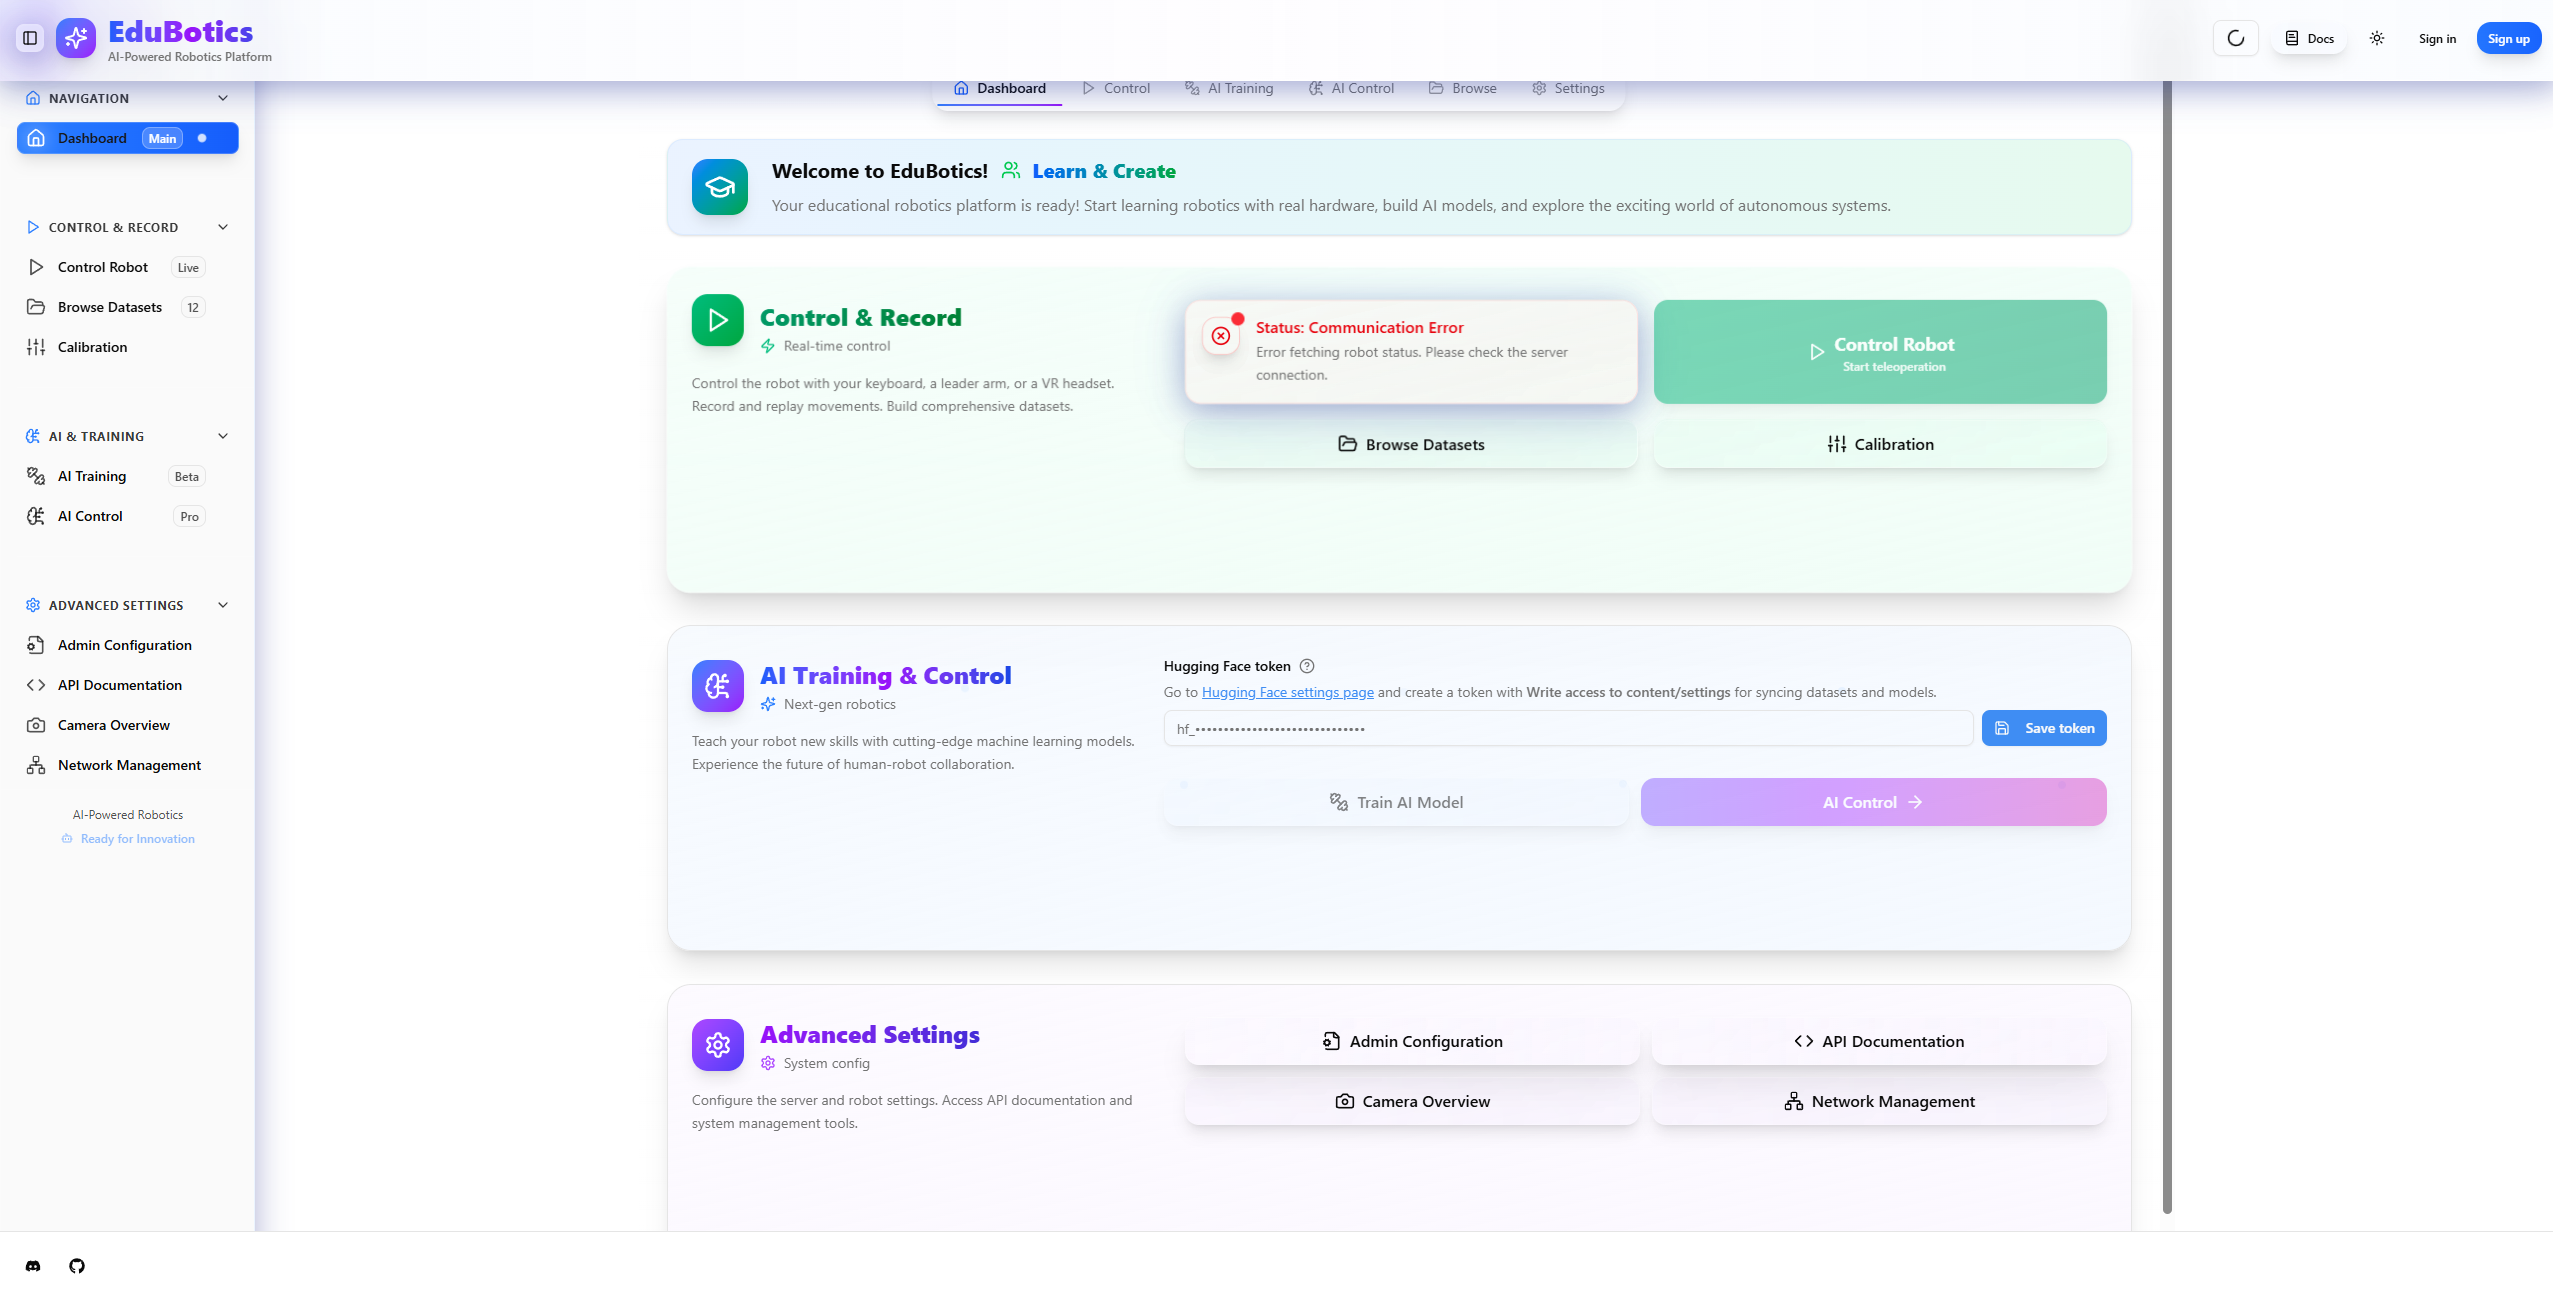 EduBotics
AI-Powered Robotics Platform
Docs
Sign in
Sign up
NAVIGATION
Dashboard Main
CONTROL & RECORD
Control Robot Live
Browse Datasets 12
Calibration
AI & TRAINING
AI Training Beta
AI Control Pro
ADVANCED SETTINGS
Admin Configuration
API Documentation
Camera Overview
Network Management
AI-Powered Robotics
Ready for Innovation
Dashboard Control AI Training AI Control Browse Settings
Welcome to EduBotics! Learn & Create
Your educational robotics platform is ready! Start learning robotics with real hardware, build AI models, and explore the exciting world of autonomous systems.
Control & Record
Real-time control
Control the robot with your keyboard, a leader arm, or a VR headset.
Record and replay movements. Build comprehensive datasets.
Status: Communication Error
Error fetching robot status. Please check the server
connection.
Control Robot
Start teleoperation
Browse Datasets
Calibration
AI Training & Control
Next-gen robotics
Teach your robot new skills with cutting-edge machine learning models.
Experience the future of human-robot collaboration.
Hugging Face token
Go to Hugging Face settings page and create a token with Write access to content/settings for syncing datasets and models.
hf_••••••••••••••••••••••••••••••
Save token
Train AI Model
AI Control
Advanced Settings
System config
Configure the server and robot settings. Access API documentation and
system management tools.
Admin Configuration
API Documentation
Camera Overview
Network Management